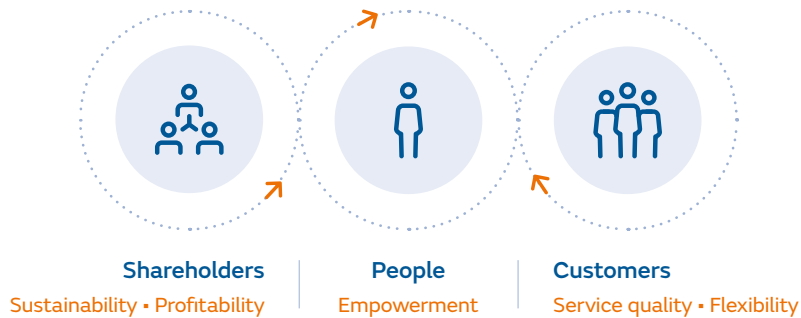 Shareholders
Sustainability ▪ Profitability
People
Empowerment
Customers
Service quality ▪ Flexibility